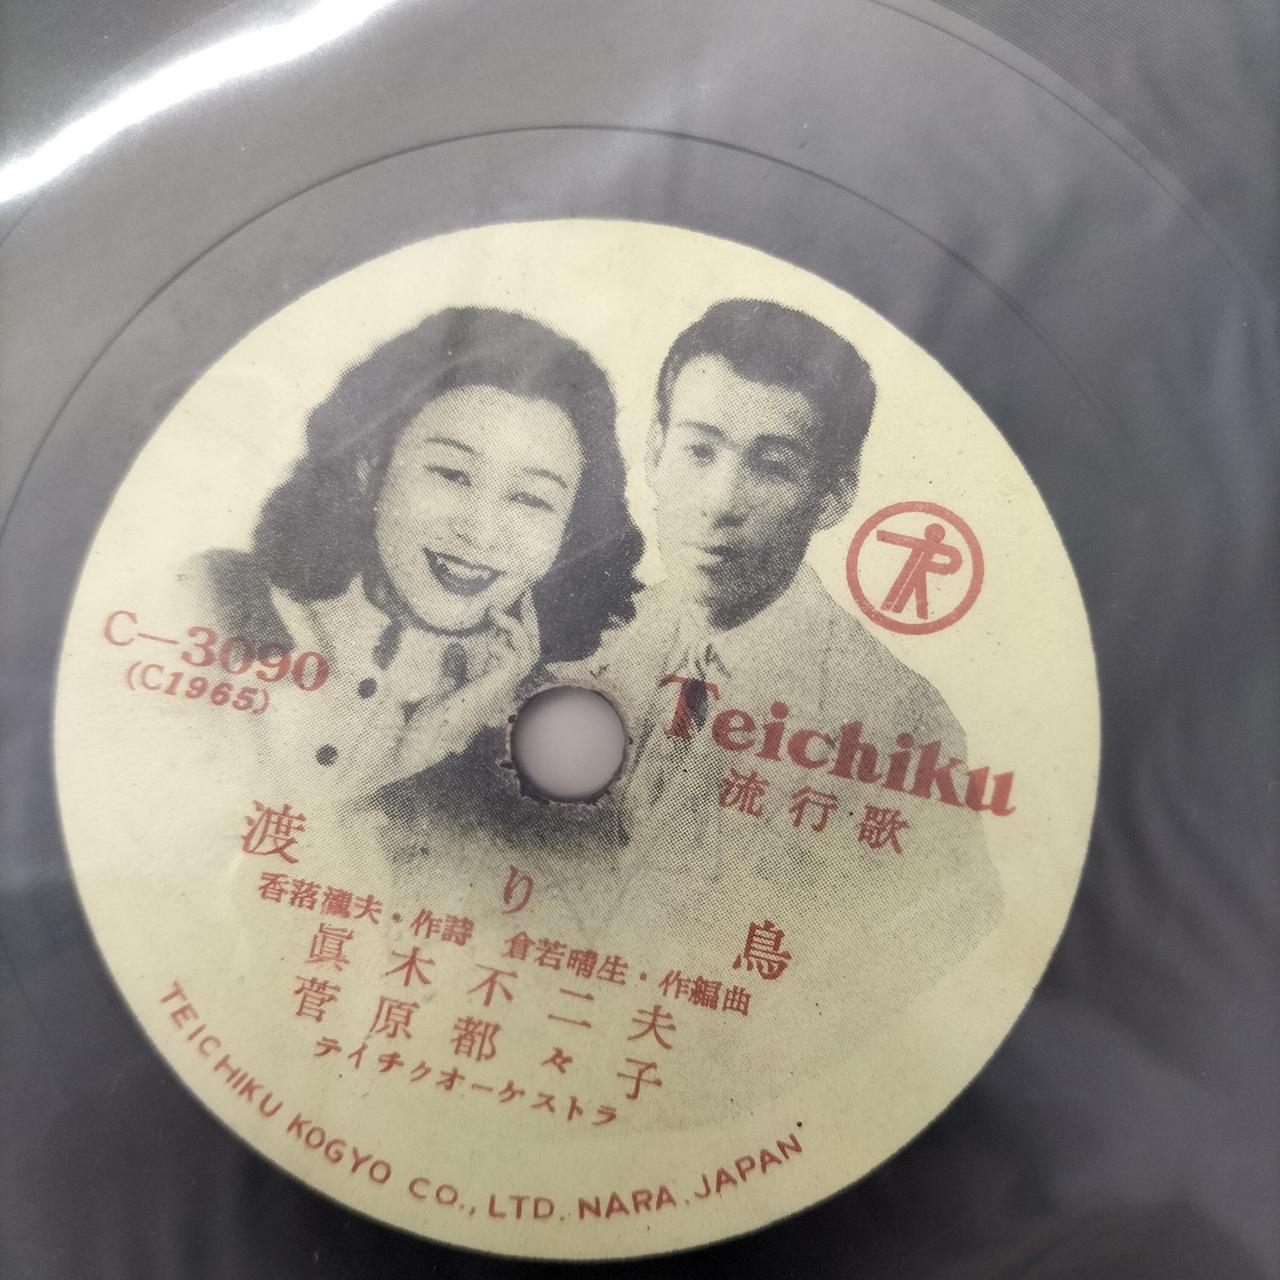 C—3090
(C1965)
Teichiku
流行歌
渡り鳥
香落瀧夫・作詩 倉若晴生・作編曲
眞木不二夫
菅原都々子
テイチクオーケストラ
TEICHIKU KOGYO CO., LTD. NARA. JAPAN